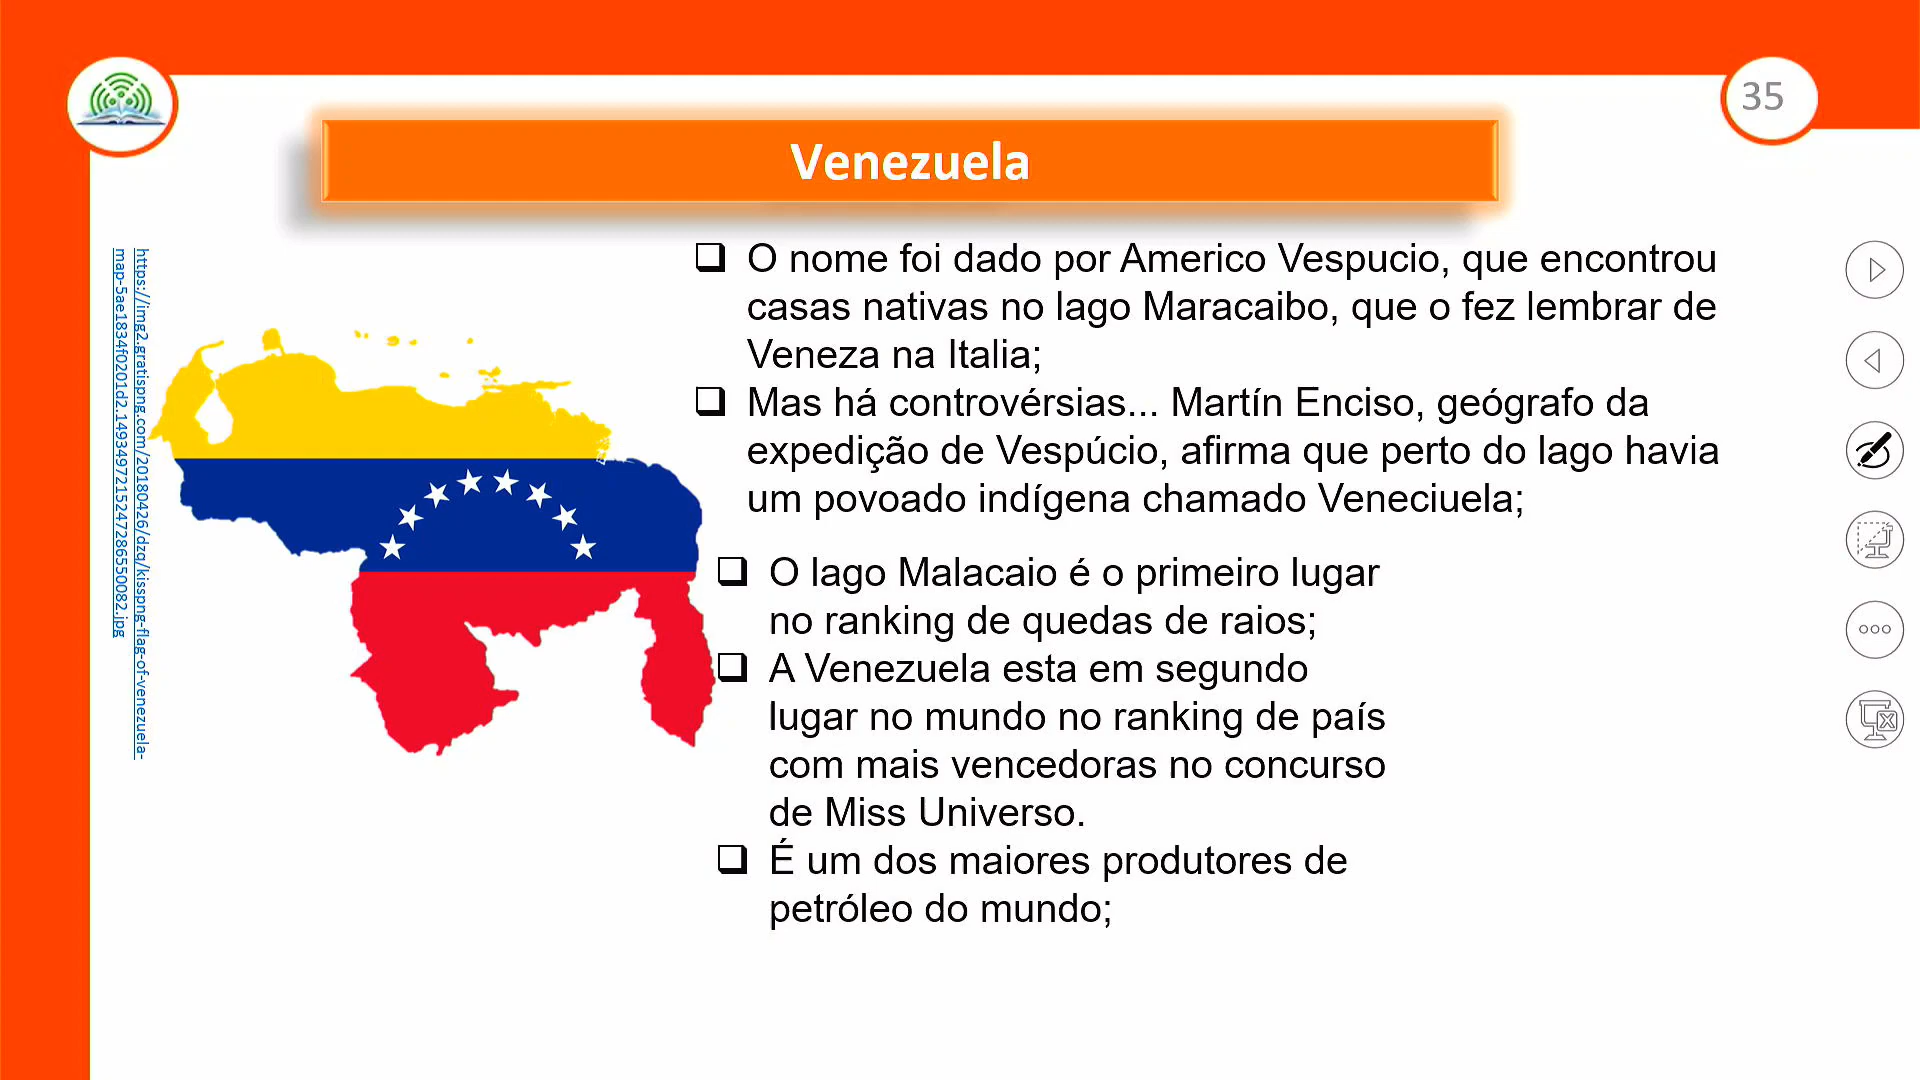 35
Venezuela
https://img2.gratispng.com/20180426/dzq/kisspng-flag-of-venezuela-
map-5ae1834f0201d2.1493497215247286550082.jpg
O nome foi dado por Americo Vespucio, que encontrou
casas nativas no lago Maracaibo, que o fez lembrar de
Veneza na Italia;
Mas há controvérsias... Martín Enciso, geógrafo da
expedição de Vespúcio, afirma que perto do lago havia
um povoado indígena chamado Veneciuela;
O lago Malacaio é o primeiro lugar
no ranking de quedas de raios;
A Venezuela esta em segundo
lugar no mundo no ranking de país
com mais vencedoras no concurso
de Miss Universo.
É um dos maiores produtores de
petróleo do mundo;